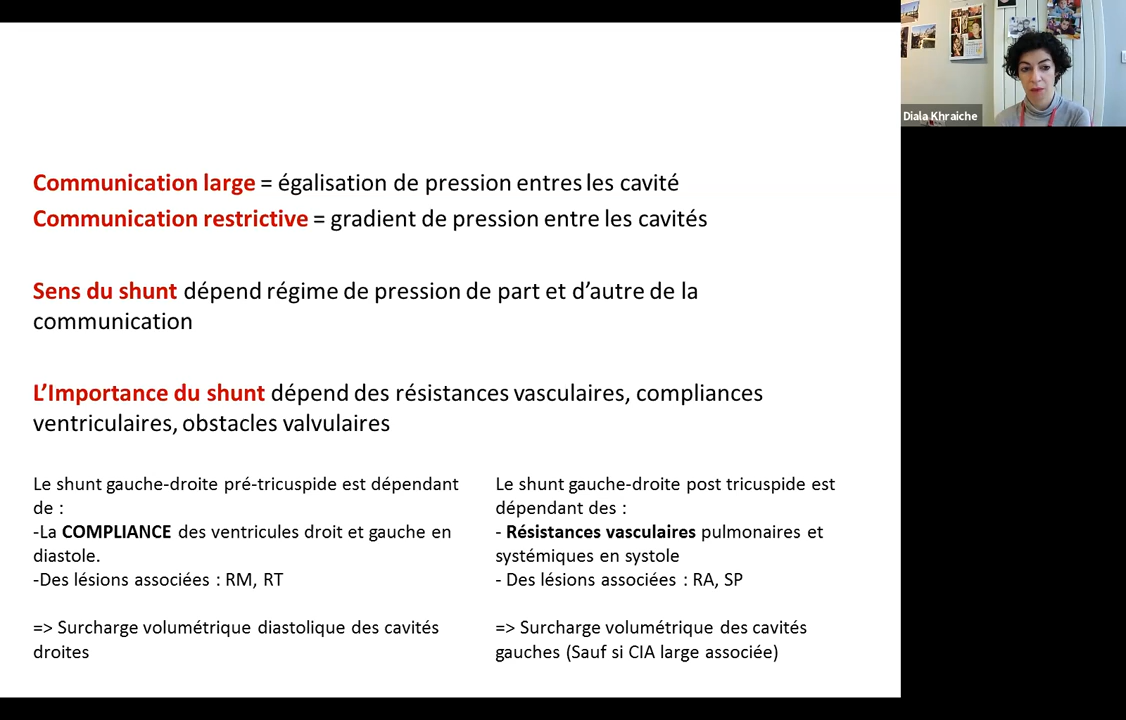 Communication large = égalisation de pression entres les cavité
Communication restrictive = gradient de pression entre les cavités
Sens du shunt dépend régime de pression de part et d’autre de la
communication
L’Importance du shunt dépend des résistances vasculaires, compliances
ventriculaires, obstacles valvulaires
Le shunt gauche-droite pré-tricuspide est dépendant
de :
-La COMPLIANCE des ventricules droit et gauche en
diastole.
-Des lésions associées : RM, RT
=> Surcharge volumétrique diastolique des cavités
droites
Le shunt gauche-droite post tricuspide est
dépendant des :
- Résistances vasculaires pulmonaires et
systémiques en systole
- Des lésions associées : RA, SP
=> Surcharge volumétrique des cavités
gauches (Sauf si CIA large associée)
Diala Khraiche